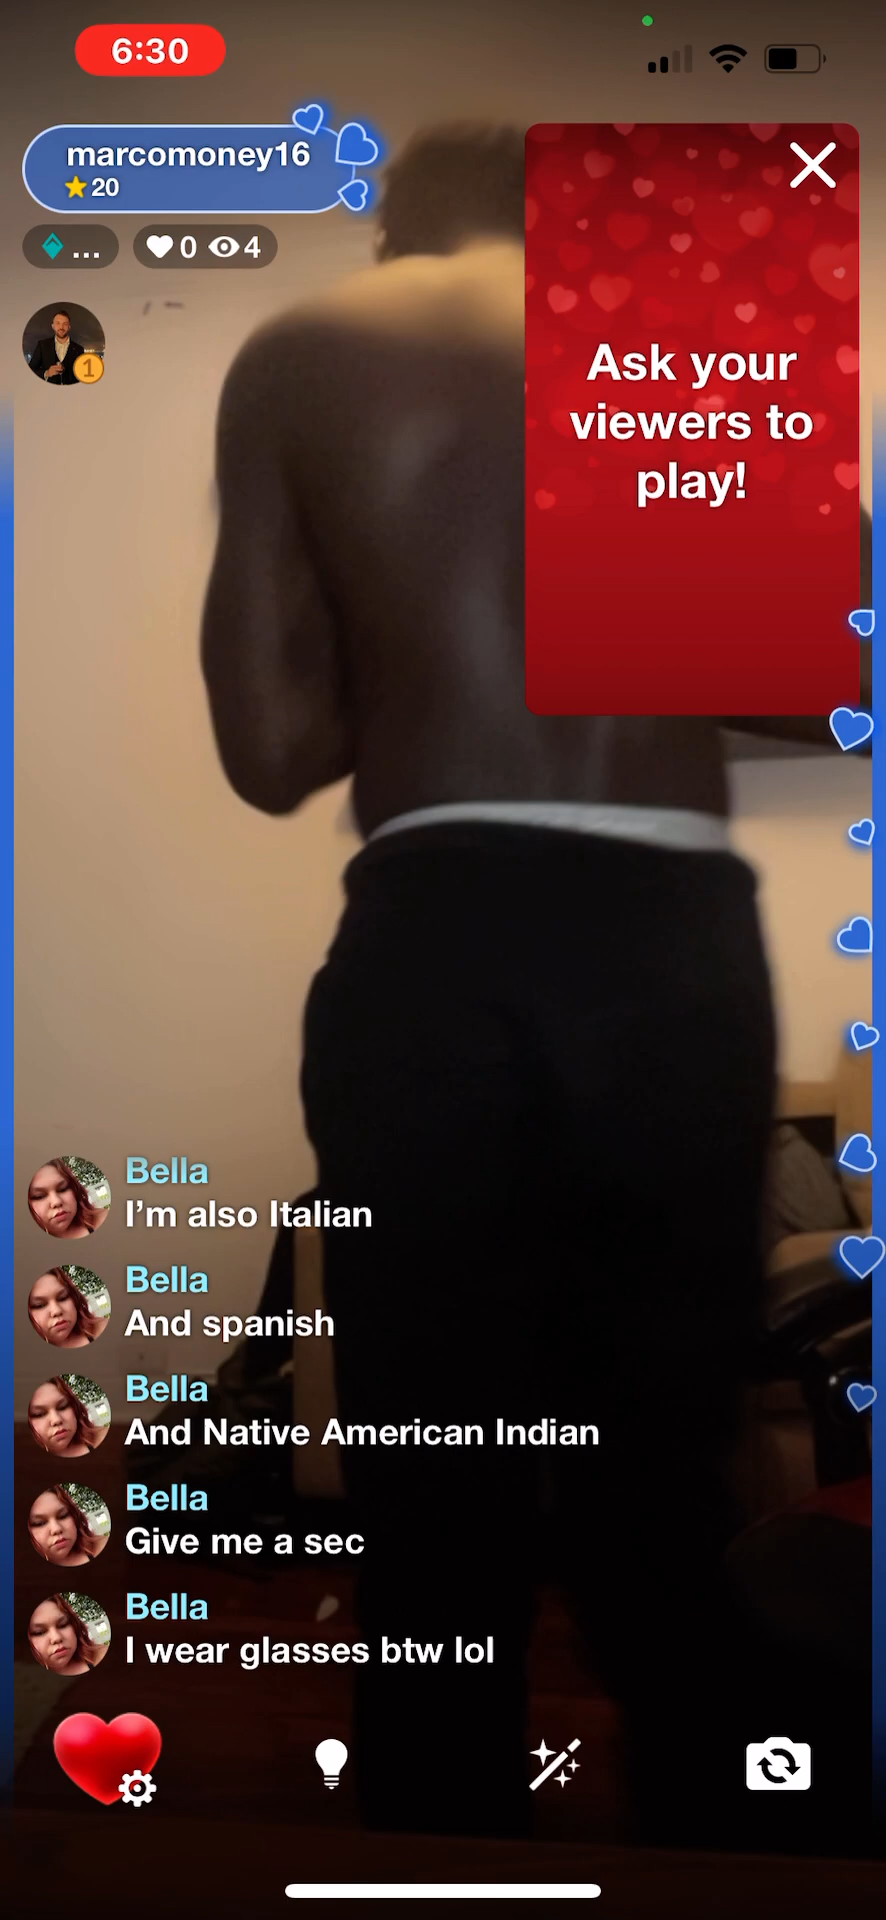 6:30
marcomoney16
20
...
0 4
1
Ask your
viewers to
play!
Bella
I’m also Italian
Bella
And spanish
Bella
And Native American Indian
Bella
Give me a sec
Bella
I wear glasses btw lol